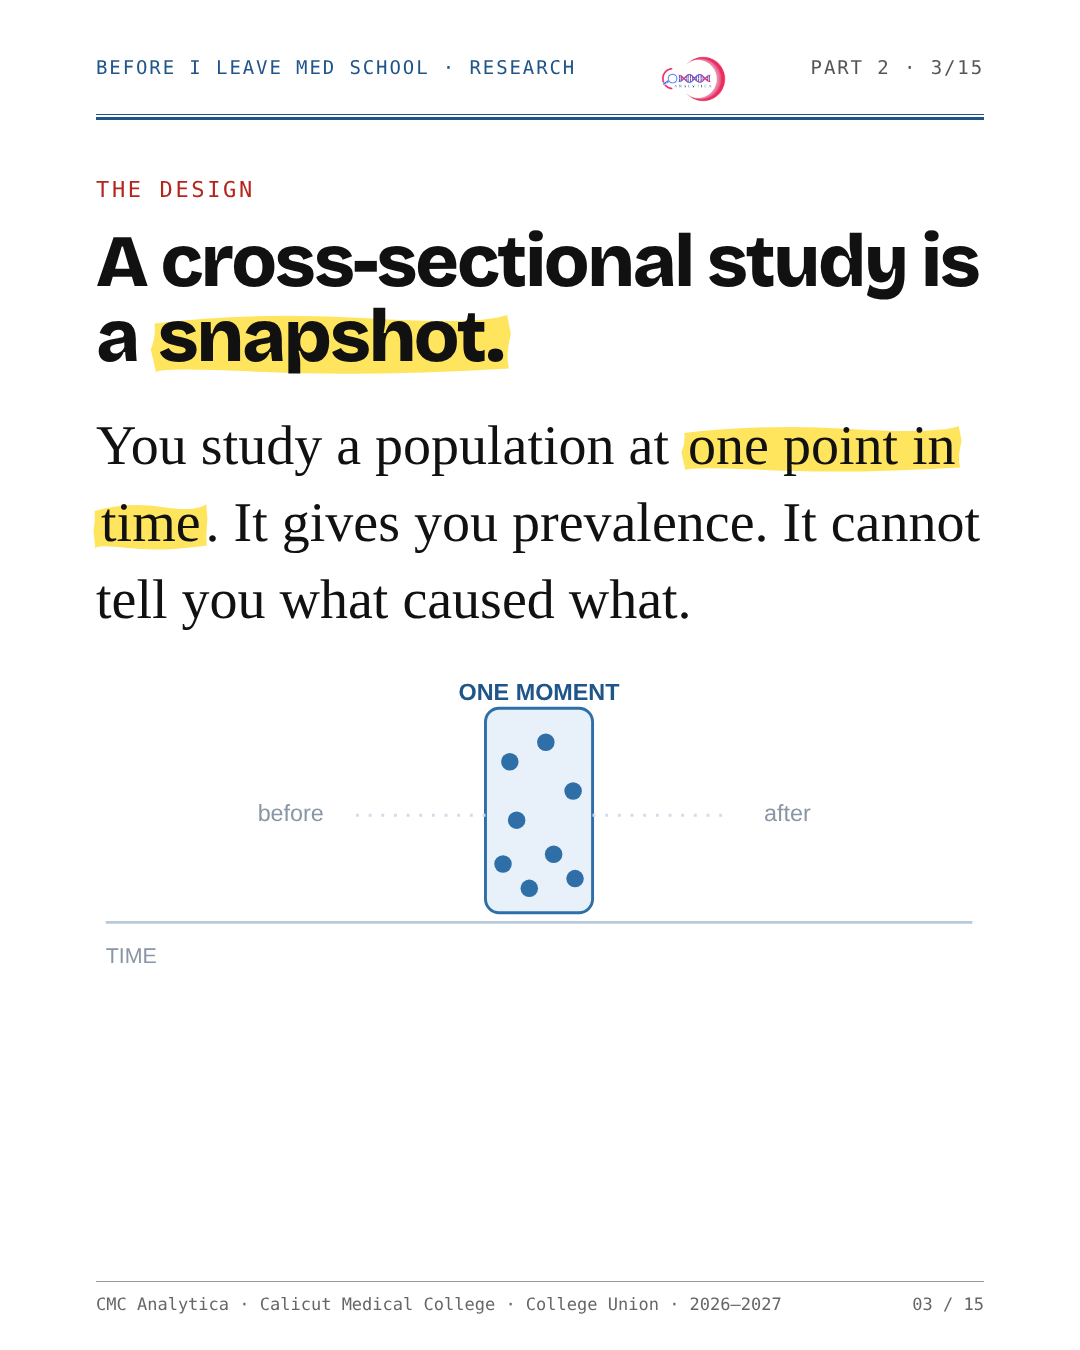 BEFORE I LEAVE MED SCHOOL · RESEARCH
ANALYTICA
PART 2 · 3/15
THE DESIGN
A cross-sectional study is
a snapshot.
You study a population at one point in
time. It gives you prevalence. It cannot
tell you what caused what.
ONE MOMENT
before
after
TIME
CMC Analytica · Calicut Medical College · College Union · 2026–2027
03 / 15